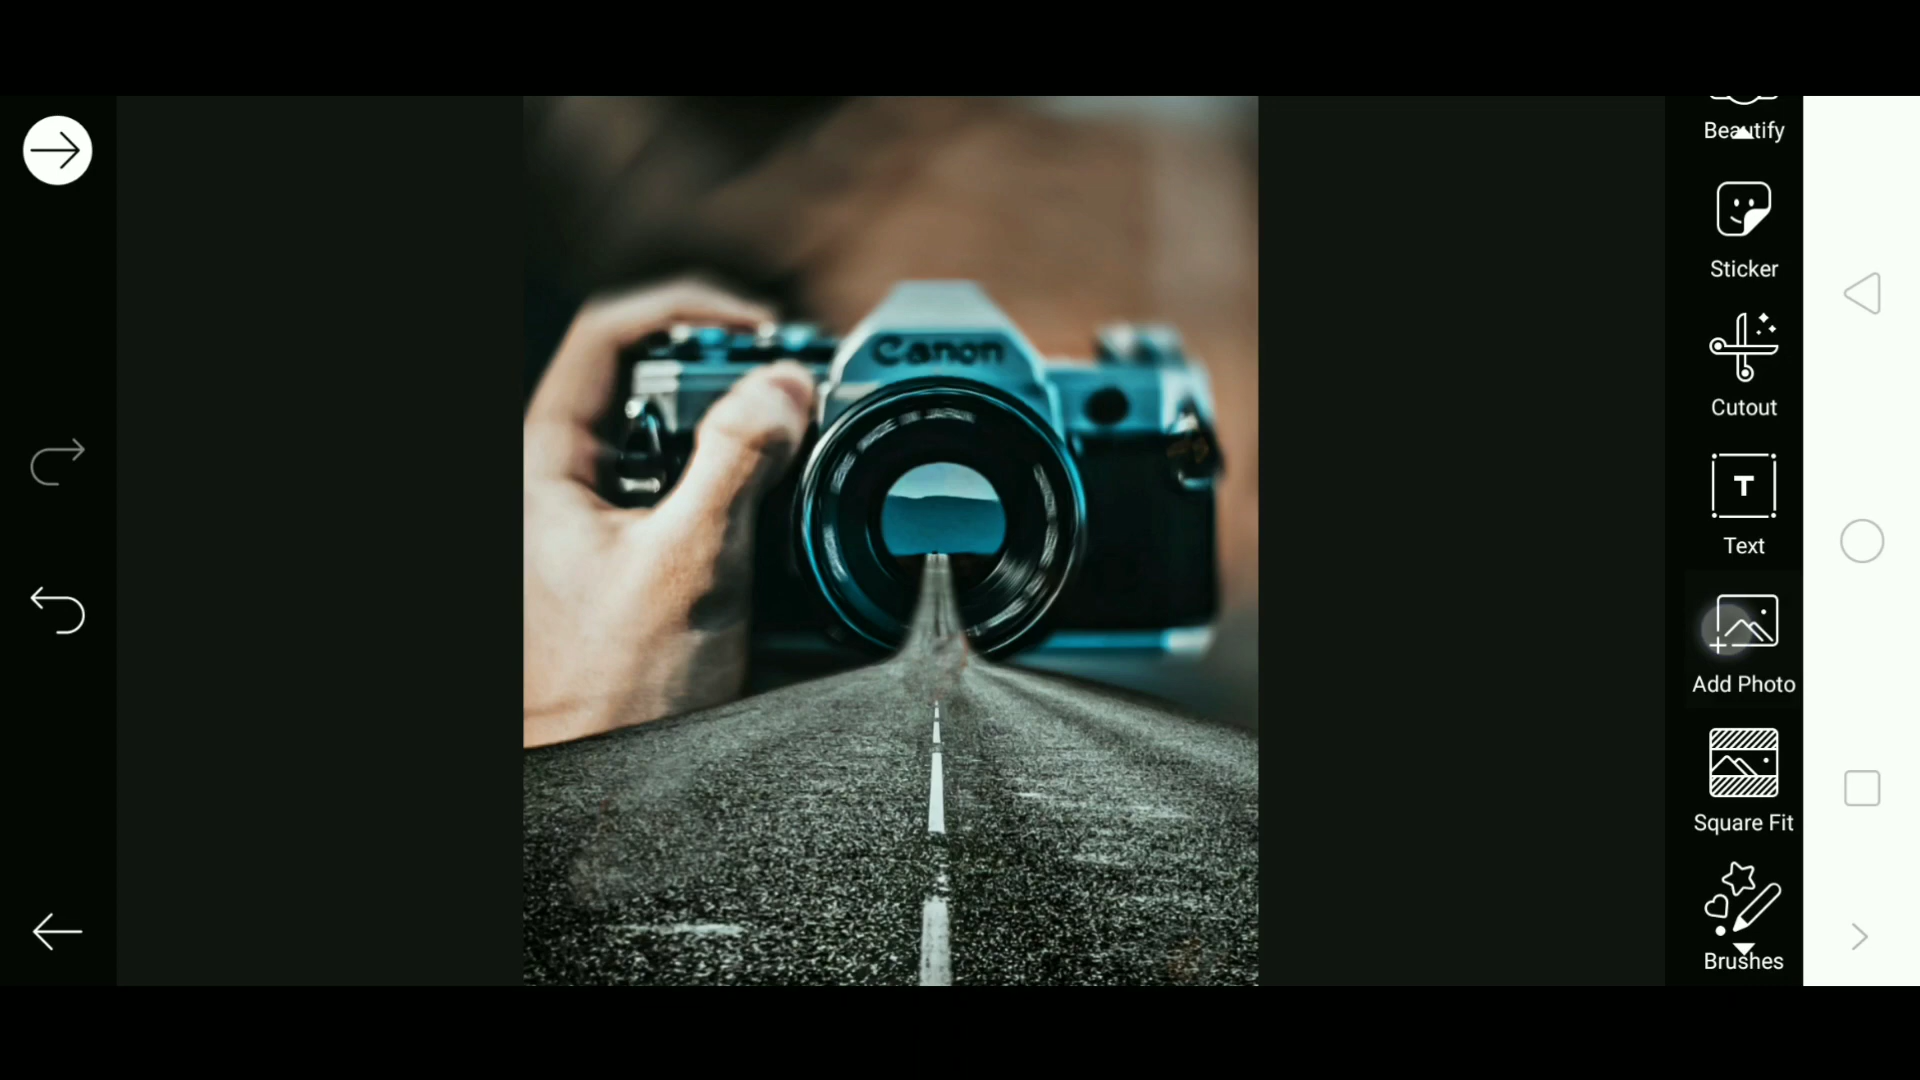 Beautify
Sticker
Canon
Cutout
T
Text
Add Photo
Square Fit
Brushes